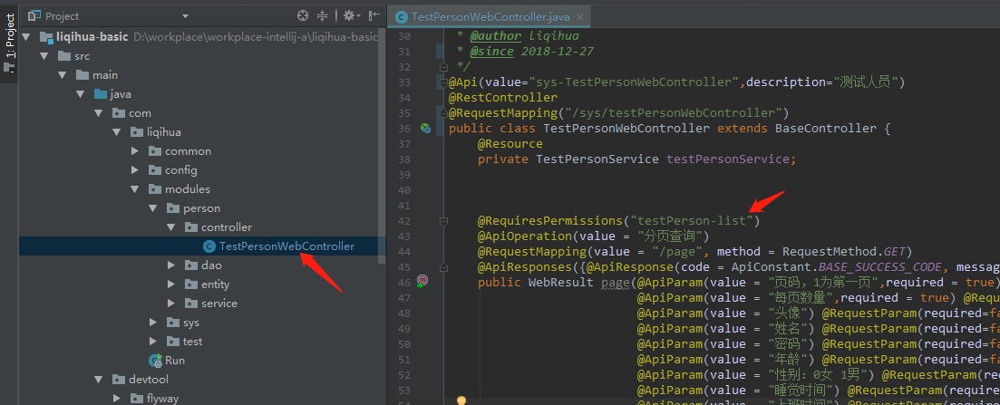 1: Project
Project
liqihua-basic D:\workplace\workplace-intellij-a\liqihua-basic
src
main
java
com
liqihua
common
config
modules
person
controller
TestPersonWebController
dao
entity
service
sys
test
Run
devtool
flyway
TestPersonWebController.java
30 * @author liqihua
31 * @since 2018-12-27
32 */
33 @Api(value="sys-TestPersonWebController",description="测试人员")
34 @RestController
35 @RequestMapping("/sys/testPersonWebController")
36 public class TestPersonWebController extends BaseController {
37 @Resource
38 private TestPersonService testPersonService;
39
40
41
42 @RequiresPermissions("testPerson-list")
43 @ApiOperation(value = "分页查询")
44 @RequestMapping(value = "/page", method = RequestMethod.GET)
45 @ApiResponses({@ApiResponse(code = ApiConstant.BASE_SUCCESS_CODE, messag
46 public WebResult page(@ApiParam(value = "页码，1为第一页",required = true)
47 @ApiParam(value = "每页数量",required = true) @Requ
48 @ApiParam(value = "头像") @RequestParam(required=fa
49 @ApiParam(value = "姓名") @RequestParam(required=fa
50 @ApiParam(value = "密码") @RequestParam(required=fa
51 @ApiParam(value = "年龄") @RequestParam(required=fa
52 @ApiParam(value = "性别：0女 1男") @RequestParam(re
53 @ApiParam(value = "睡觉时间") @RequestParam(requir